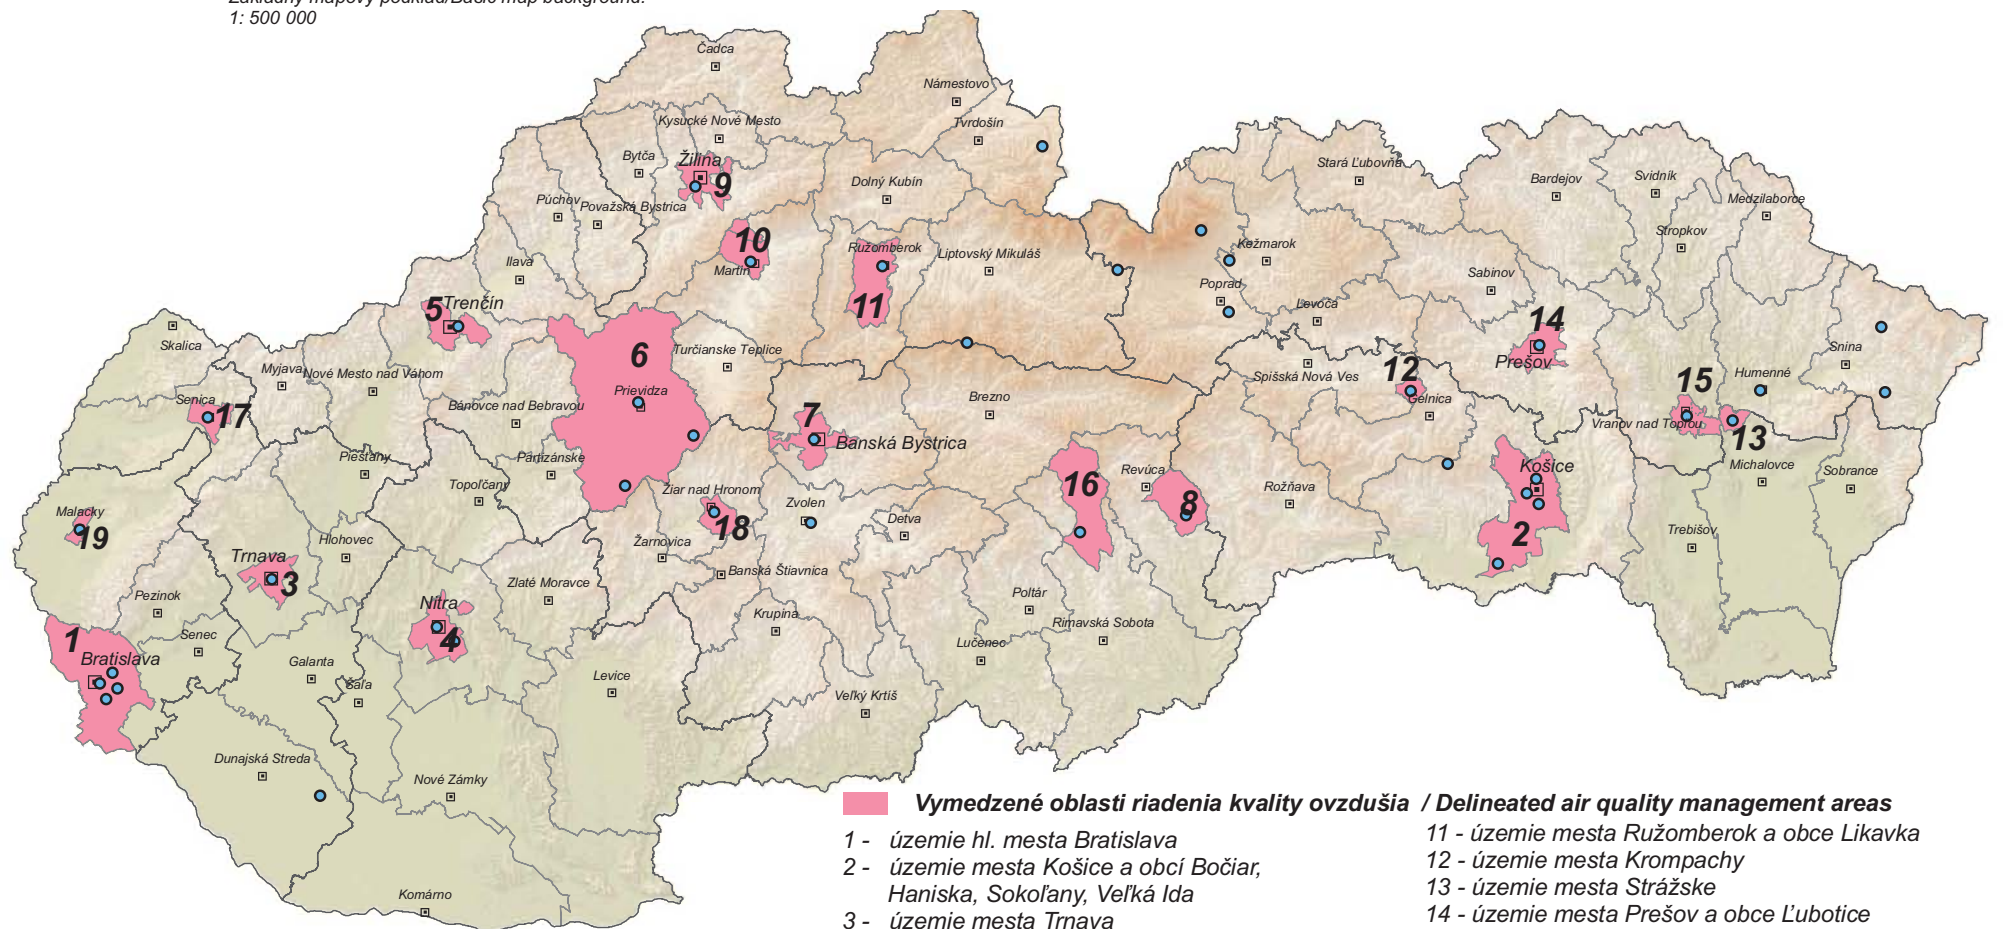 Základný mapový podklad/Basic map background:
1: 500 000
Čadca
Námestovo
Kysucké Nové Mesto
Tvrdošín
Bytča
Žilina
9
Stará Ľubovňa
Bardejov
Svidník
Medzilaborce
Dolný Kubín
Púchov
Považská Bystrica
Stropkov
10
Martin
Ružomberok
11
Liptovský Mikuláš
Kežmarok
Ilava
Sabinov
Poprad
Levoča
5
Trenčín
14
Prešov
Skalica
Myjava
Nové Mesto nad Váhom
6
Turčianske Teplice
Spišská Nová Ves
12
Gelnica
15
Humenné
Snina
Prievidza
Senica
17
Bánovce nad Bebravou
Brezno
7
Banská Bystrica
Vranov nad Topľou
13
Michalovce
Sobrance
Piešťany
Partizánske
Topoľčany
Revúca
Košice
Žiar nad Hronom
18
Zvolen
16
8
Rožňava
Malacky
19
Detva
2
Trebišov
Hlohovec
Žarnovica
Trnava
3
Banská Štiavnica
Zlaté Moravce
Pezinok
Nitra
4
Krupina
Poltár
Rimavská Sobota
1
Bratislava
Senec
Galanta
Lučenec
Šaľa
Levice
Veľký Krtíš
Dunajská Streda
Nové Zámky
Komárno
Vymedzené oblasti riadenia kvality ovzdušia / Delineated air quality management areas
1 - územie hl. mesta Bratislava
2 - územie mesta Košice a obcí Bočiar,
Haniska, Sokoľany, Veľká Ida
3 - územie mesta Trnava
11 - územie mesta Ružomberok a obce Likavka
12 - územie mesta Krompachy
13 - územie mesta Strážske
14 - územie mesta Prešov a obce Ľubotice